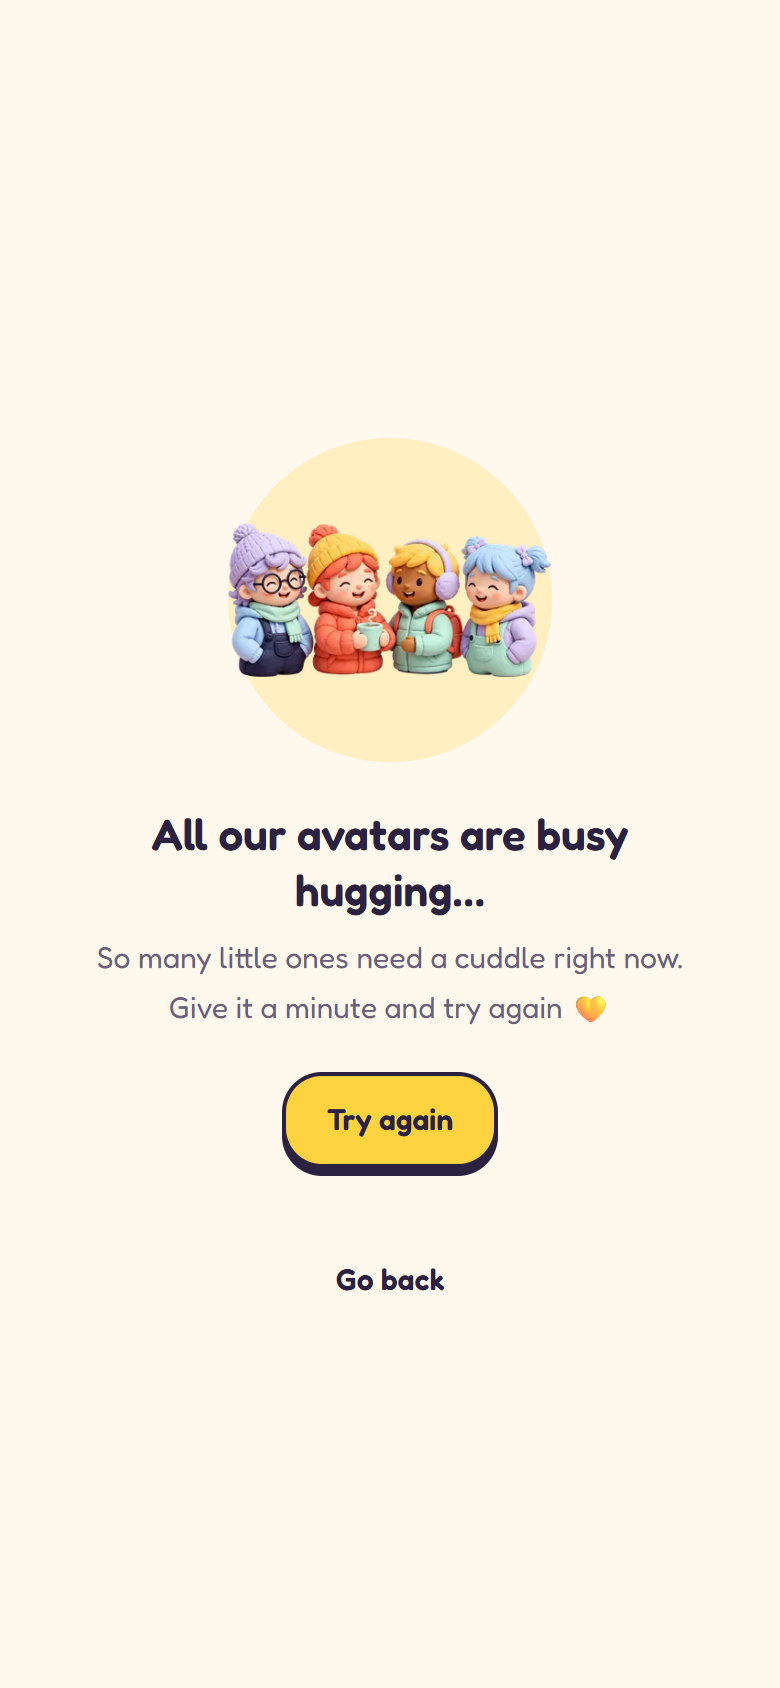 All our avatars are busy
hugging...
So many little ones need a cuddle right now.
Give it a minute and try again 💛
Try again
Go back